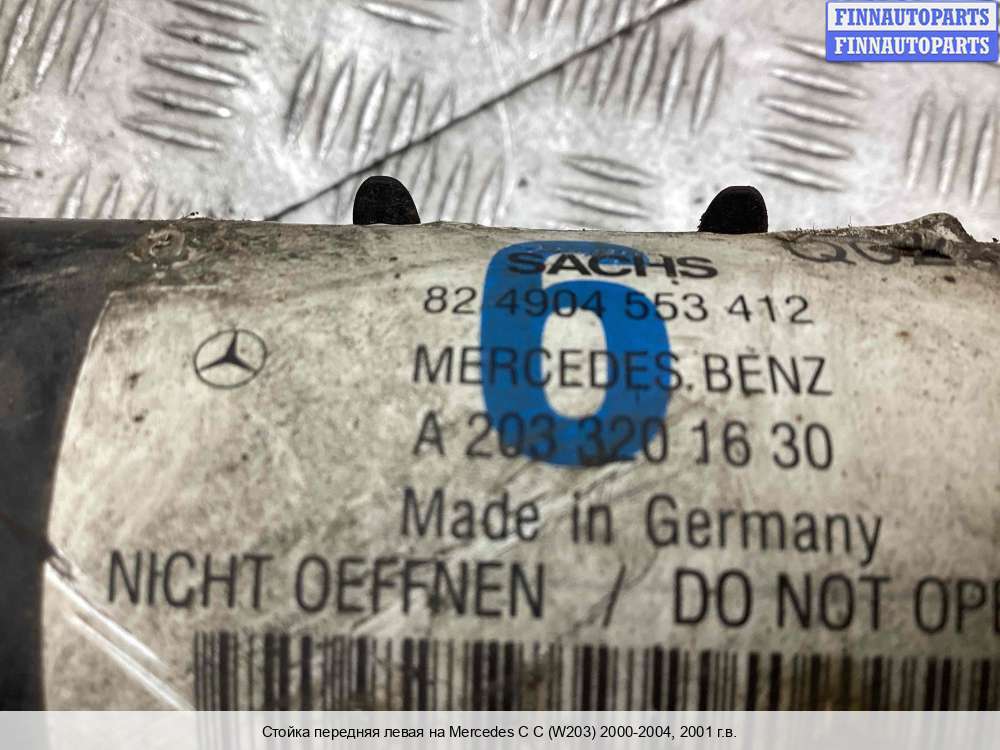 FINNAUTOPARTS
FINNAUTOPARTS
6
SACHS
82 4904 553 412
MERCEDES.BENZ
A 203 320 16 30
Made in Germany
NICHT OEFFNEN / DO NOT OPE
Стойка передняя левая на Mercedes C C (W203) 2000-2004, 2001 г.в.